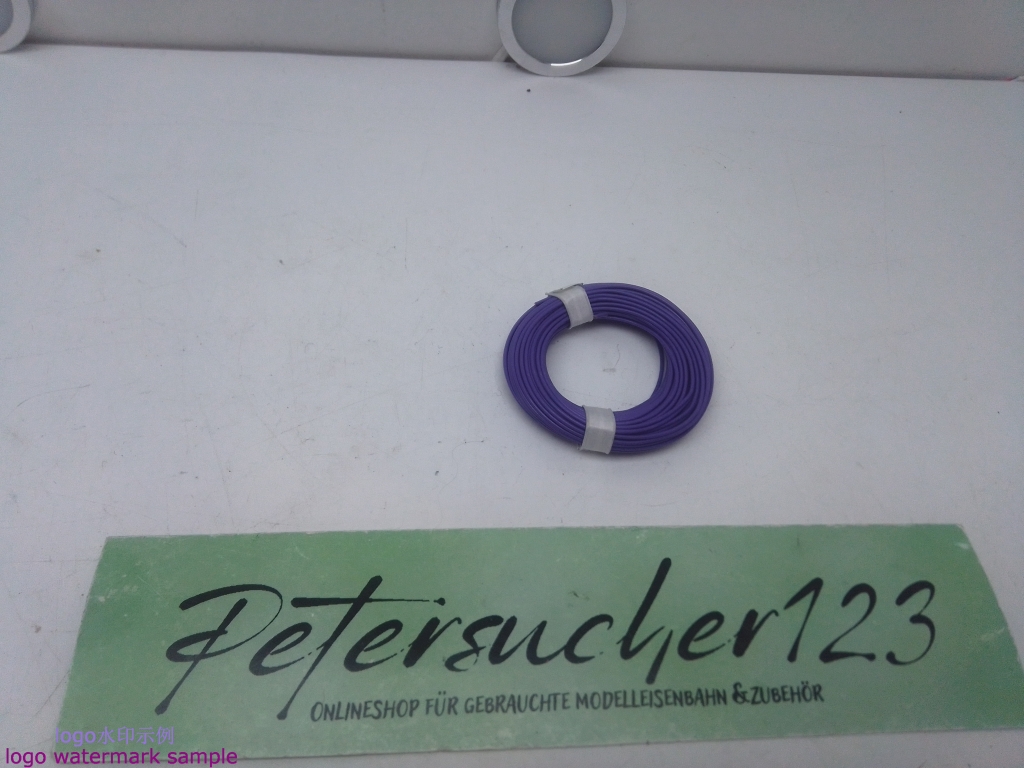 Petersucher123
ONLINESHOP FÜR GEBRAUCHTE MODELLEISENBAHN & ZUBEHÖR
logo水印示例
logo watermark sample